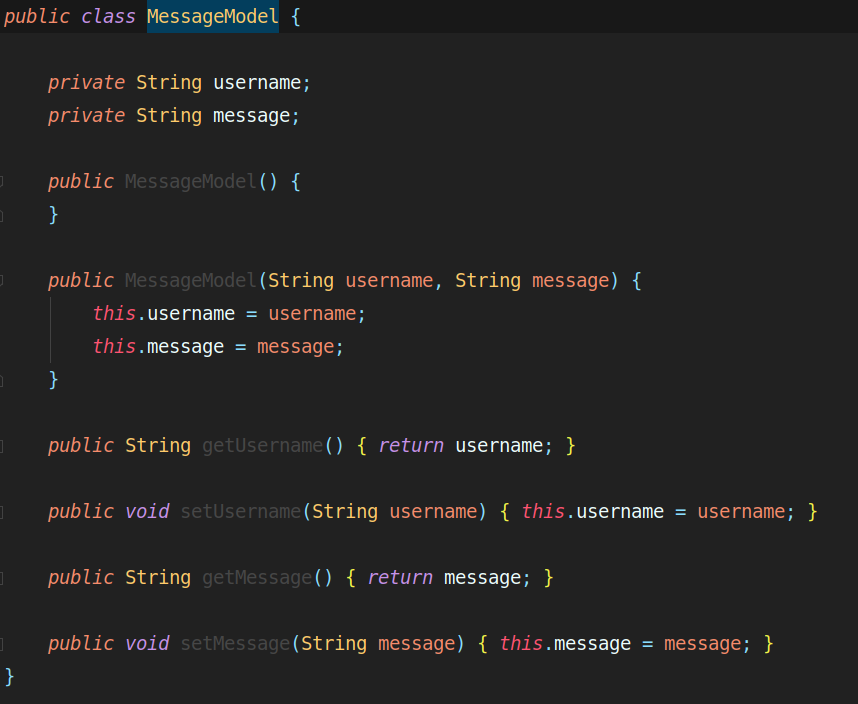 public class MessageModel {
private String username;
private String message;
public MessageModel() {
}
public MessageModel(String username, String message) {
this.username = username;
this.message = message;
}
public String getUsername() { return username; }
public void setUsername(String username) { this.username = username; }
public String getMessage() { return message; }
public void setMessage(String message) { this.message = message; }
}